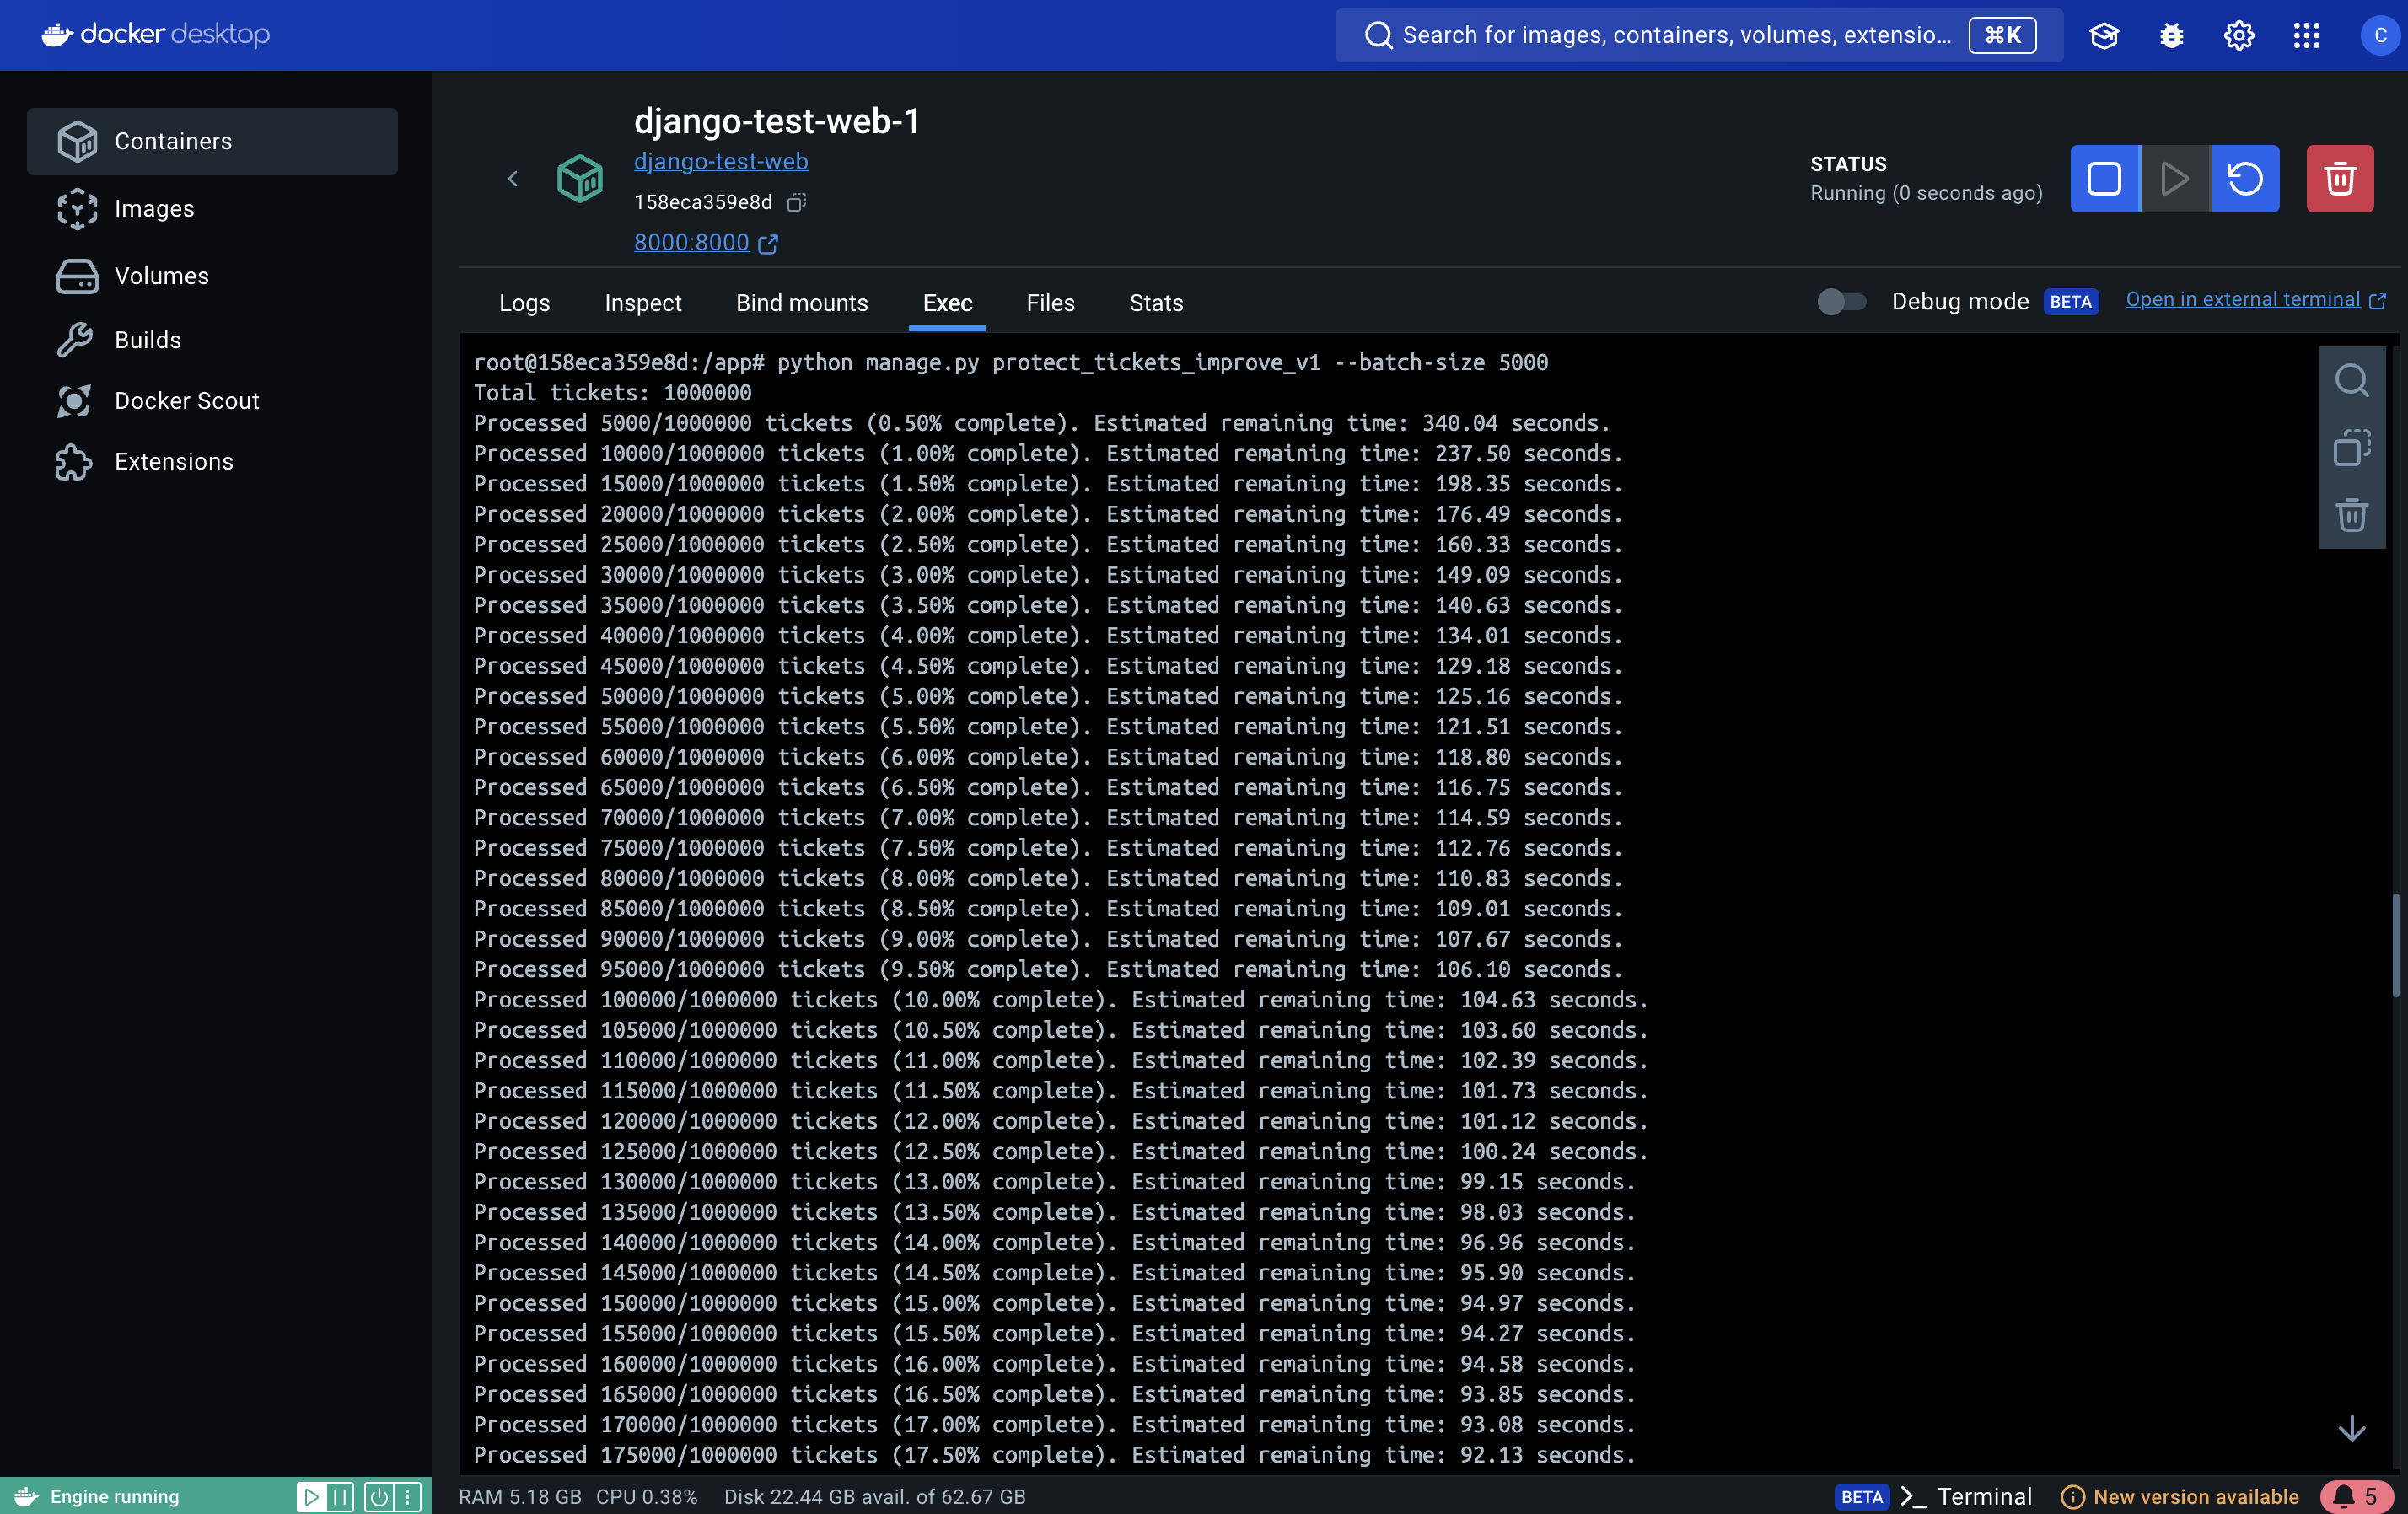 docker desktop
Search for images, containers, volumes, extensio... ⌘K
C
Containers
Images
Volumes
Builds
Docker Scout
Extensions
django-test-web-1
django-test-web
158eca359e8d
8000:8000
STATUS
Running (0 seconds ago)
Logs Inspect Bind mounts Exec Files Stats
Debug mode BETA Open in external terminal
root@158eca359e8d:/app# python manage.py protect_tickets_improve_v1 --batch-size 5000
Total tickets: 1000000
Processed 5000/1000000 tickets (0.50% complete). Estimated remaining time: 340.04 seconds.
Processed 10000/1000000 tickets (1.00% complete). Estimated remaining time: 237.50 seconds.
Processed 15000/1000000 tickets (1.50% complete). Estimated remaining time: 198.35 seconds.
Processed 20000/1000000 tickets (2.00% complete). Estimated remaining time: 176.49 seconds.
Processed 25000/1000000 tickets (2.50% complete). Estimated remaining time: 160.33 seconds.
Processed 30000/1000000 tickets (3.00% complete). Estimated remaining time: 149.09 seconds.
Processed 35000/1000000 tickets (3.50% complete). Estimated remaining time: 140.63 seconds.
Processed 40000/1000000 tickets (4.00% complete). Estimated remaining time: 134.01 seconds.
Processed 45000/1000000 tickets (4.50% complete). Estimated remaining time: 129.18 seconds.
Processed 50000/1000000 tickets (5.00% complete). Estimated remaining time: 125.16 seconds.
Processed 55000/1000000 tickets (5.50% complete). Estimated remaining time: 121.51 seconds.
Processed 60000/1000000 tickets (6.00% complete). Estimated remaining time: 118.80 seconds.
Processed 65000/1000000 tickets (6.50% complete). Estimated remaining time: 116.75 seconds.
Processed 70000/1000000 tickets (7.00% complete). Estimated remaining time: 114.59 seconds.
Processed 75000/1000000 tickets (7.50% complete). Estimated remaining time: 112.76 seconds.
Processed 80000/1000000 tickets (8.00% complete). Estimated remaining time: 110.83 seconds.
Processed 85000/1000000 tickets (8.50% complete). Estimated remaining time: 109.01 seconds.
Processed 90000/1000000 tickets (9.00% complete). Estimated remaining time: 107.67 seconds.
Processed 95000/1000000 tickets (9.50% complete). Estimated remaining time: 106.10 seconds.
Processed 100000/1000000 tickets (10.00% complete). Estimated remaining time: 104.63 seconds.
Processed 105000/1000000 tickets (10.50% complete). Estimated remaining time: 103.60 seconds.
Processed 110000/1000000 tickets (11.00% complete). Estimated remaining time: 102.39 seconds.
Processed 115000/1000000 tickets (11.50% complete). Estimated remaining time: 101.73 seconds.
Processed 120000/1000000 tickets (12.00% complete). Estimated remaining time: 101.12 seconds.
Processed 125000/1000000 tickets (12.50% complete). Estimated remaining time: 100.24 seconds.
Processed 130000/1000000 tickets (13.00% complete). Estimated remaining time: 99.15 seconds.
Processed 135000/1000000 tickets (13.50% complete). Estimated remaining time: 98.03 seconds.
Processed 140000/1000000 tickets (14.00% complete). Estimated remaining time: 96.96 seconds.
Processed 145000/1000000 tickets (14.50% complete). Estimated remaining time: 95.90 seconds.
Processed 150000/1000000 tickets (15.00% complete). Estimated remaining time: 94.97 seconds.
Processed 155000/1000000 tickets (15.50% complete). Estimated remaining time: 94.27 seconds.
Processed 160000/1000000 tickets (16.00% complete). Estimated remaining time: 94.58 seconds.
Processed 165000/1000000 tickets (16.50% complete). Estimated remaining time: 93.85 seconds.
Processed 170000/1000000 tickets (17.00% complete). Estimated remaining time: 93.08 seconds.
Processed 175000/1000000 tickets (17.50% complete). Estimated remaining time: 92.13 seconds.
Engine running
RAM 5.18 GB CPU 0.38% Disk 22.44 GB avail. of 62.67 GB
BETA Terminal
New version available
5